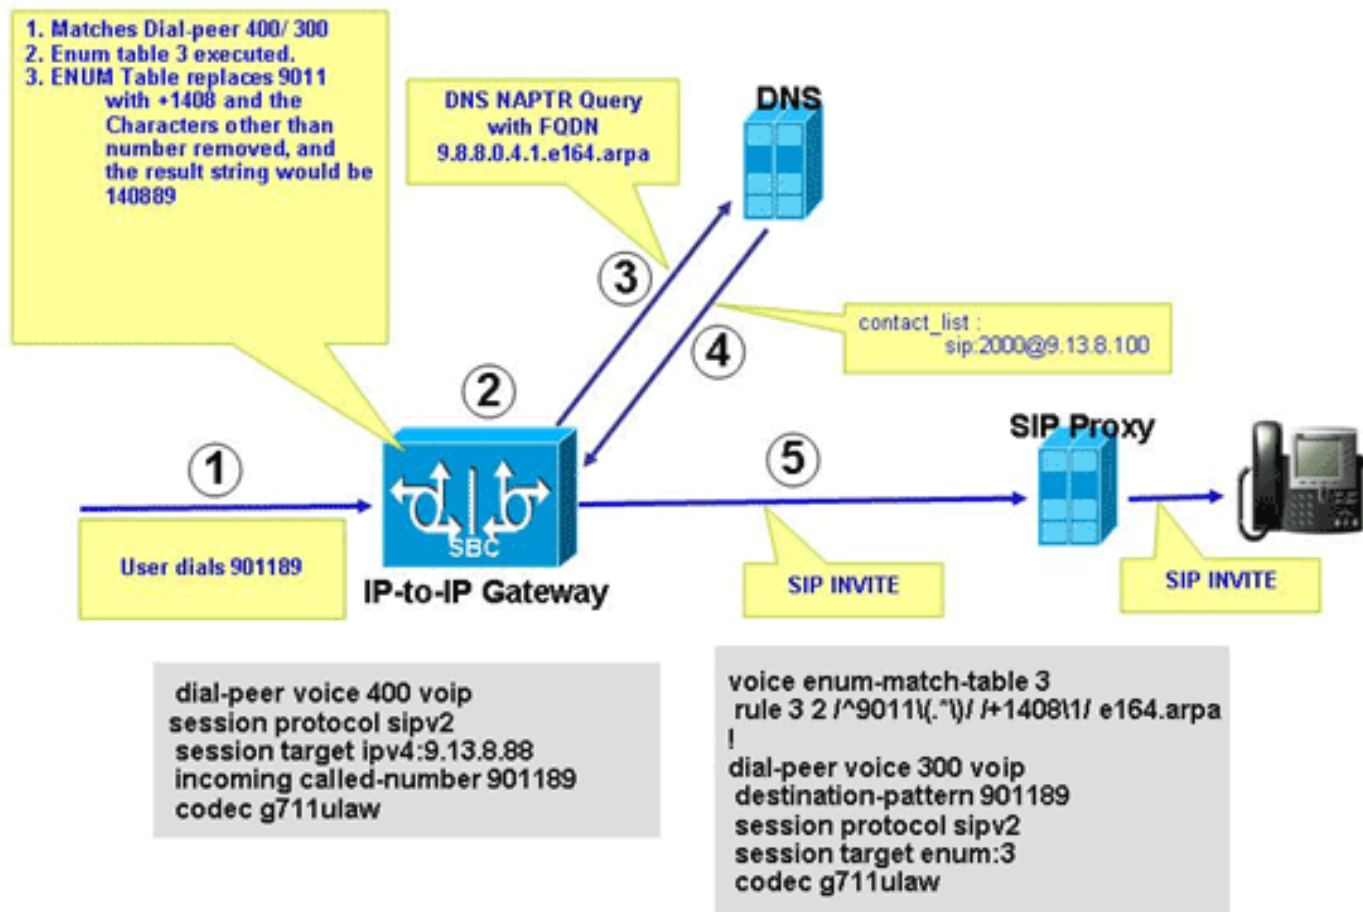 1. Matches Dial-peer 400/ 300
2. Enum table 3 executed.
3. ENUM Table replaces 9011
with +1408 and the
Characters other than
number removed, and
the result string would be
140889
DNS NAPTR Query
with FQDN
9.8.8.0.4.1.e164.arpa
DNS
3
4
contact_list :
sip:2000@9.13.8.100
2
1
User dials 901189
SBC
IP-to-IP Gateway
5
SIP INVITE
SIP Proxy
SIP INVITE
dial-peer voice 400 voip
session protocol sipv2
session target ipv4:9.13.8.88
incoming called-number 901189
codec g711ulaw
voice enum-match-table 3
rule 3 2 /^9011\(.*\)/ /+1408\1/ e164.arpa
!
dial-peer voice 300 voip
destination-pattern 901189
session protocol sipv2
session target enum:3
codec g711ulaw